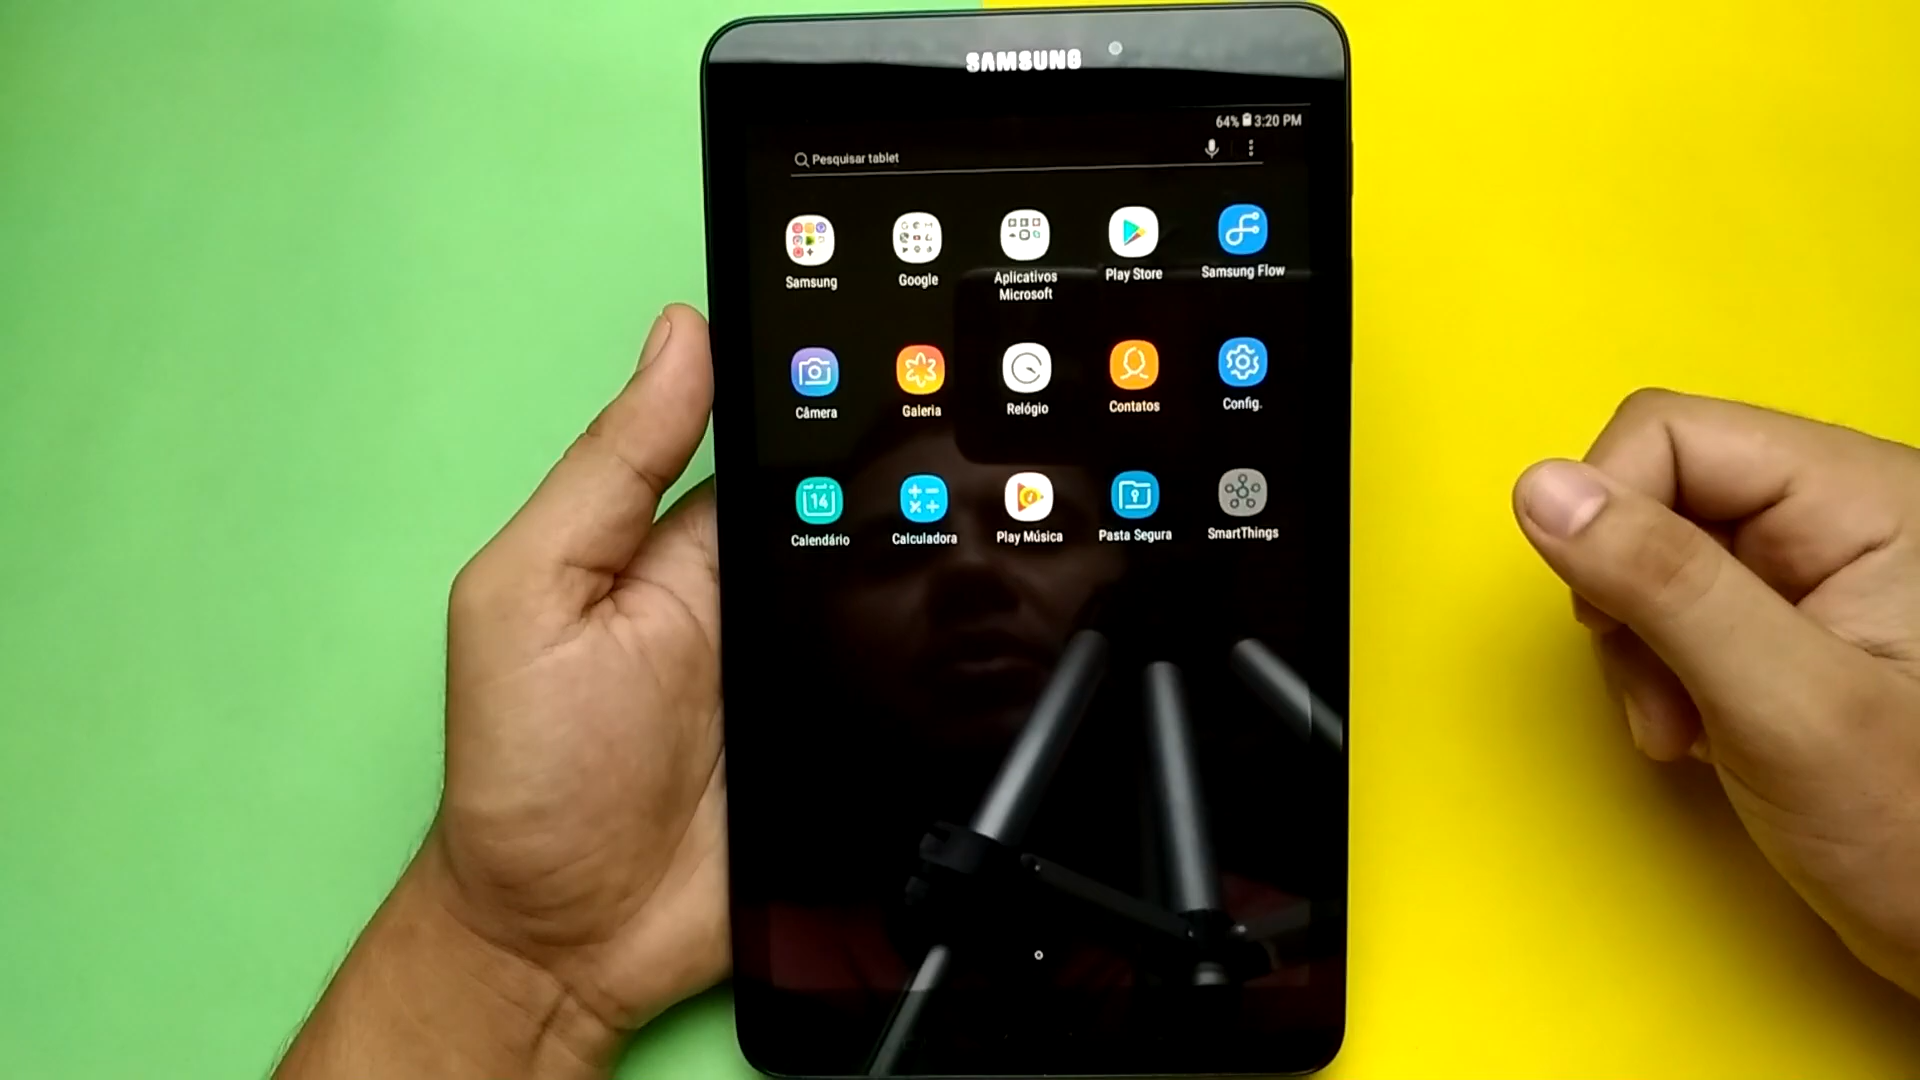 SAMSUNG
64% 3:20 PM
Pesquisar tablet
Samsung
Google
Aplicativos
Microsoft
Play Store
Samsung Flow
Câmera
Galeria
Relógio
Contatos
Config.
14
Calendário
Calculadora
Play Música
Pasta Segura
SmartThings